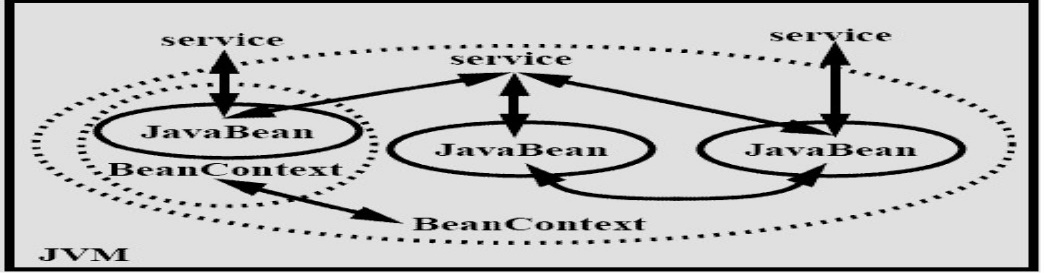 service
service
service
JavaBean
JavaBean
JavaBean
BeanContext
BeanContext
JVM